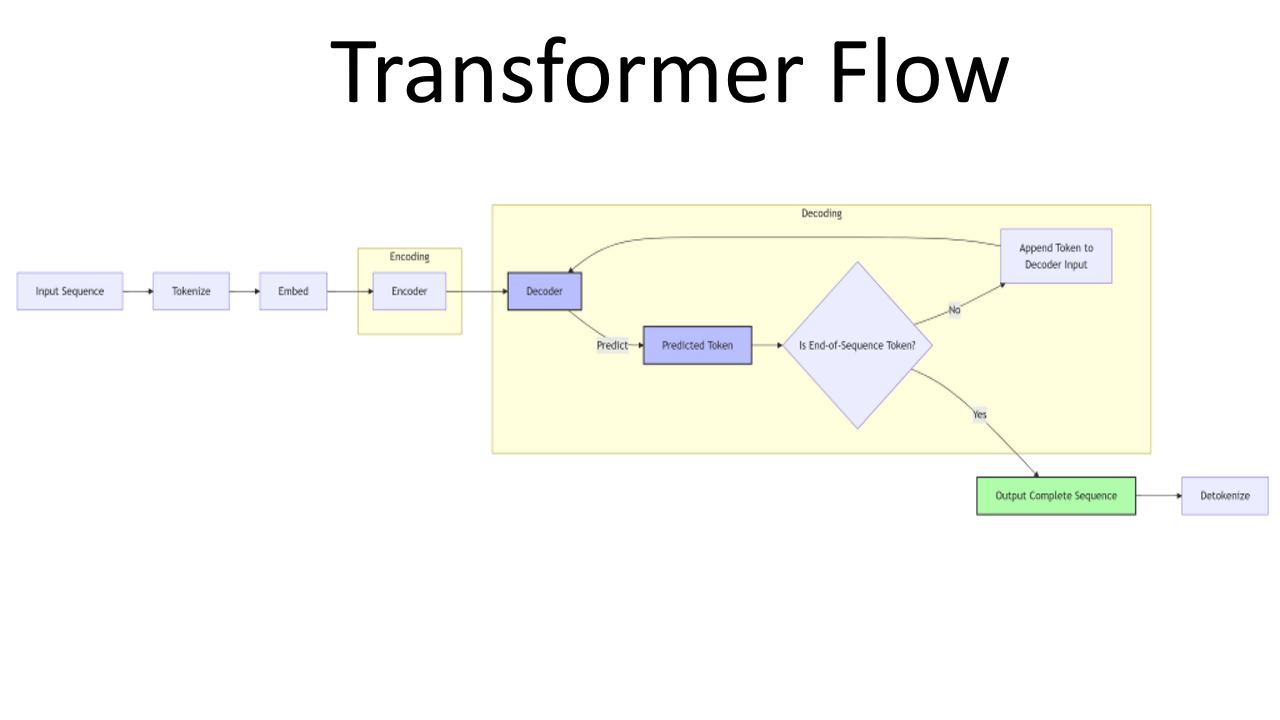 Transformer Flow
Decoding
Encoding
Input Sequence
Tokenize
Embed
Encoder
Decoder
Predict
Predicted Token
Is End-of-Sequence Token?
No
Append Token to
Decoder Input
Yes
Output Complete Sequence
Detokenize